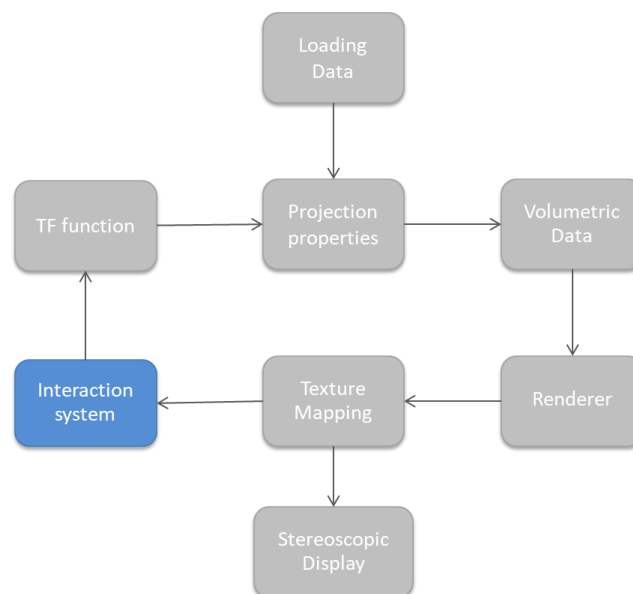 Loading
Data
TF function
Projection
properties
Volumetric
Data
Interaction
system
Texture
Mapping
Renderer
Stereoscopic
Display